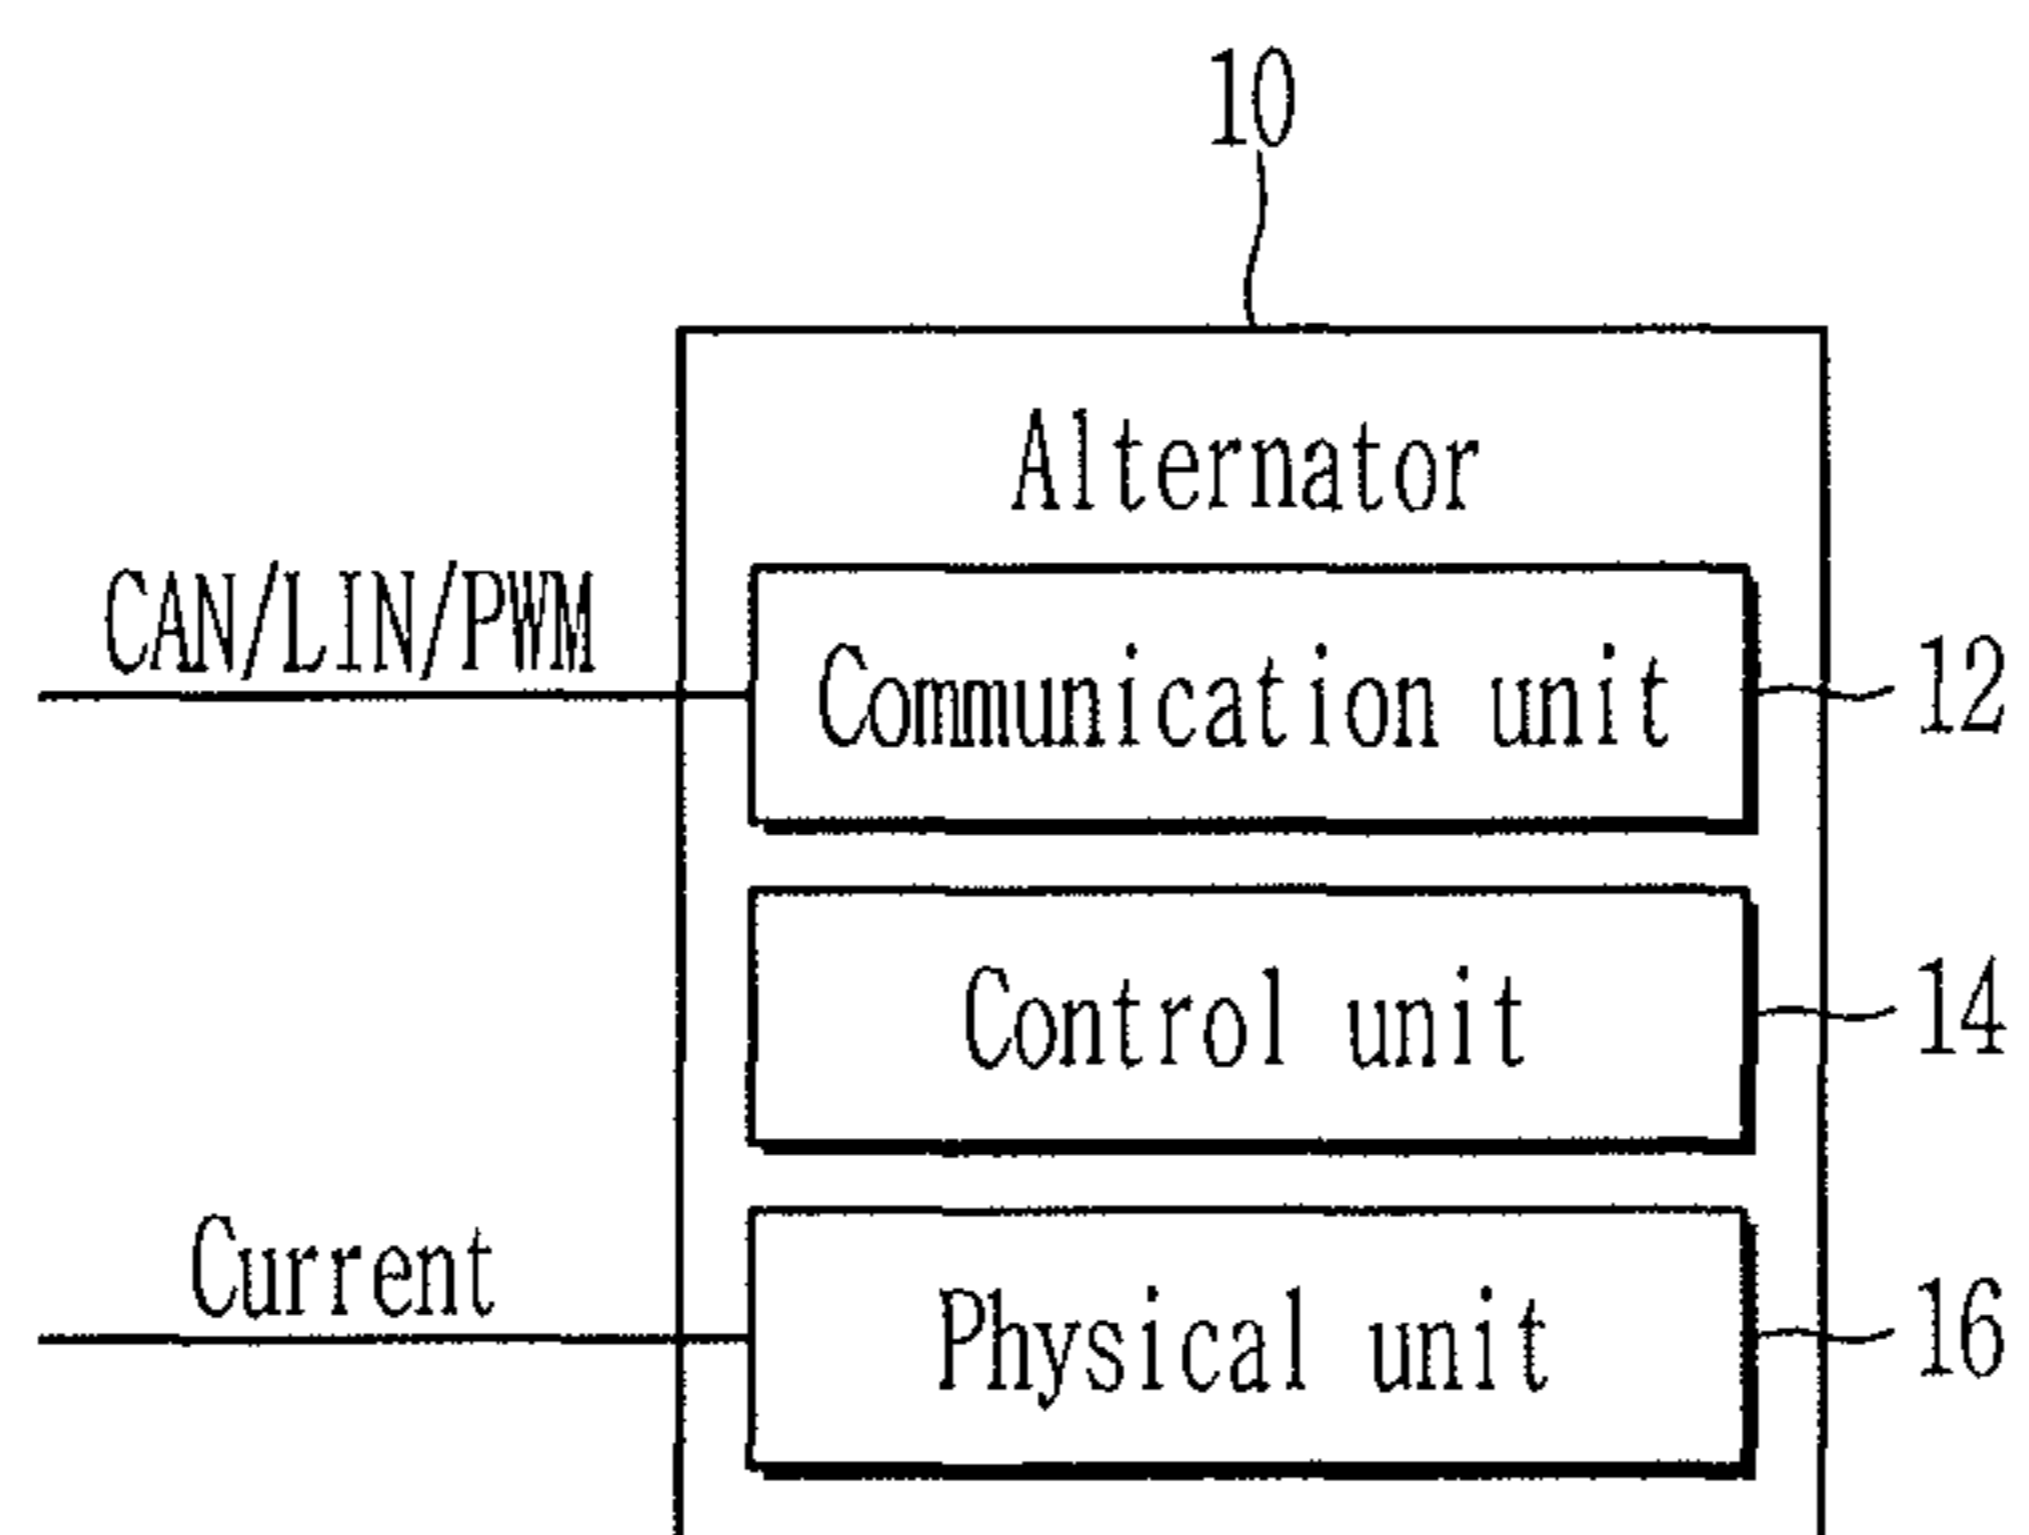 10
Alternator
CAN/LIN/PWM
Communication unit
12
Control unit
14
Current
Physical unit
16